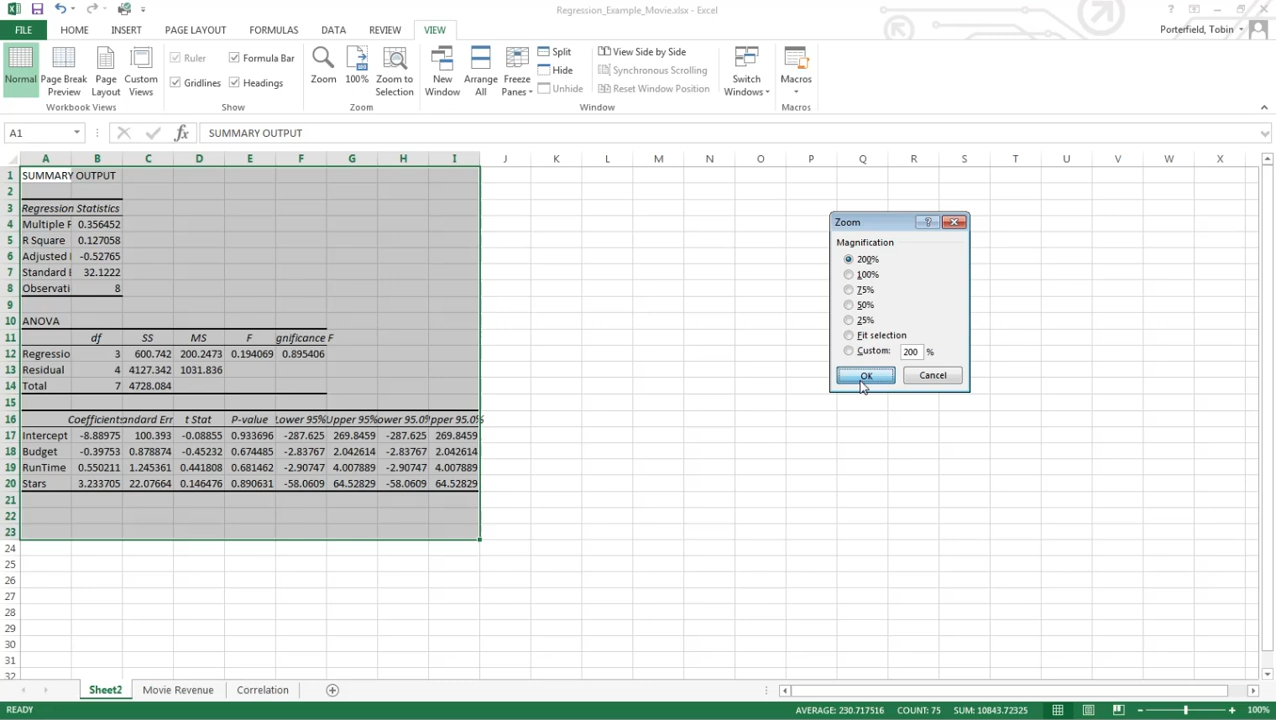 Regression_Example_Movie.xlsx - Excel
FILE HOME INSERT PAGE LAYOUT FORMULAS DATA REVIEW VIEW Porterfield, Tobin
Normal Page Break Preview Page Layout Custom Views
Workbook Views
Ruler Formula Bar
Gridlines Headings
Show
Zoom 100% Zoom to Selection
Zoom
New Window Arrange All Freeze Panes
Split
Hide
Unhide
View Side by Side
Synchronous Scrolling
Reset Window Position
Switch Windows
Window
Macros
Macros
A1 fx SUMMARY OUTPUT
A B C D E F G H I J K L M N O P Q R S T U V W X
1 SUMMARY OUTPUT
2
3 Regression Statistics
4 Multiple F 0.356452
5 R Square 0.127058
6 Adjusted -0.52765
7 Standard E 32.1222
8 Observati 8
9
10 ANOVA
11 df SS MS F gnificance F
12 Regressio 3 600.742 200.2473 0.194069 0.895406
13 Residual 4 4127.342 1031.836
14 Total 7 4728.084
15
16 Coefficients andard Err t Stat P-value Lower 95% Upper 95% ower 95.0% pper 95.0%
17 Intercept -8.88975 100.393 -0.08855 0.933696 -287.625 269.8459 -287.625 269.8459
18 Budget -0.39753 0.878874 -0.45232 0.674485 -2.83767 2.042614 -2.83767 2.042614
19 RunTime 0.550211 1.245361 0.441808 0.681462 -2.90747 4.007889 -2.90747 4.007889
20 Stars 3.233705 22.07664 0.146476 0.890631 -58.0609 64.52829 -58.0609 64.52829
21
22
23
24
25
26
27
28
29
30
31
32
Zoom
Magnification
200%
100%
75%
50%
25%
Fit selection
Custom: 200 %
OK Cancel
Sheet2 Movie Revenue Correlation
READY AVERAGE: 230.717516 COUNT: 75 SUM: 10843.72325 100%